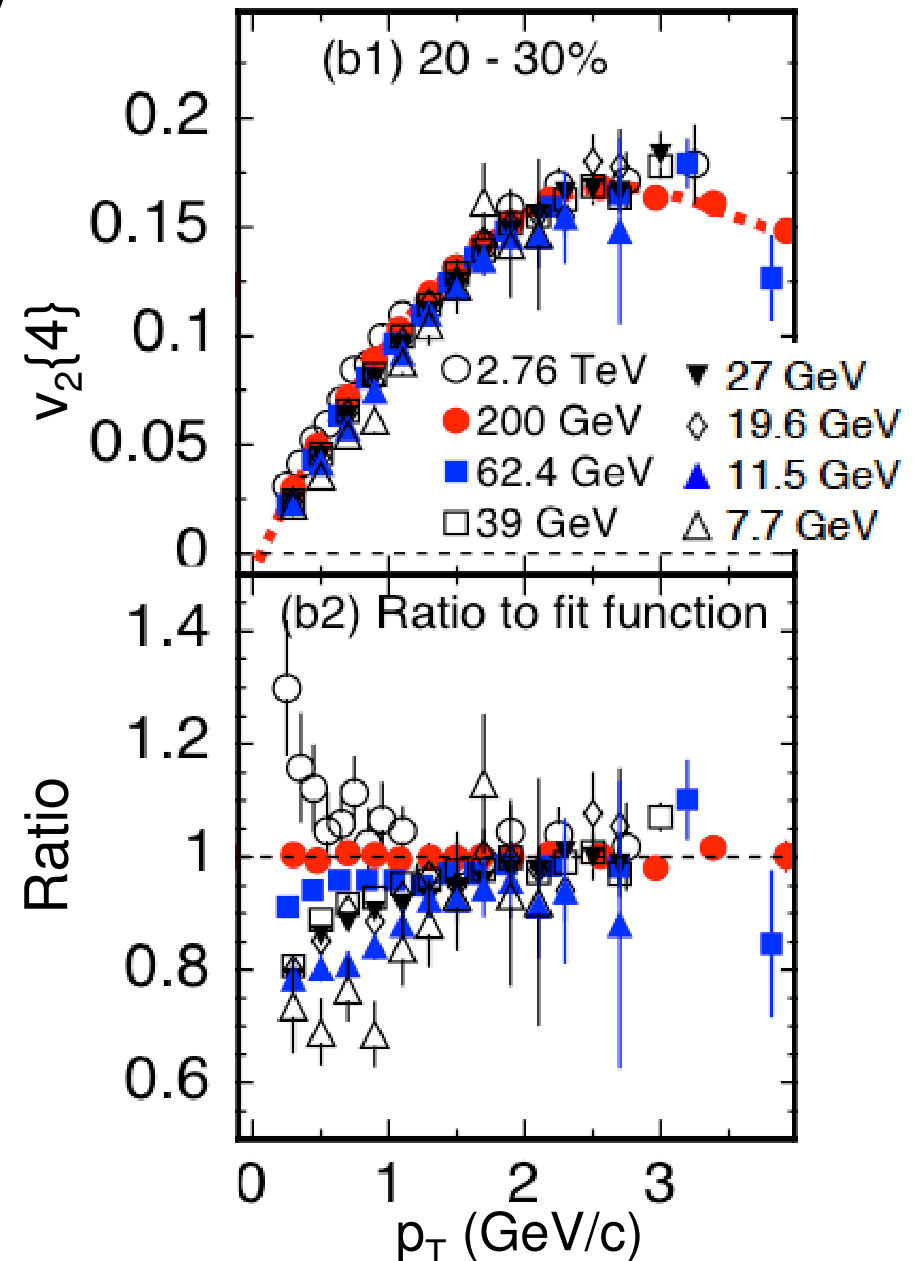 (b1) 20 - 30%
0.2
0.15
0.1
0.05
0
v2{4}
2.76 TeV
200 GeV
62.4 GeV
39 GeV
27 GeV
19.6 GeV
11.5 GeV
7.7 GeV
(b2) Ratio to fit function
1.4
1.2
1
0.8
0.6
Ratio
0 1 2 3
pT (GeV/c)